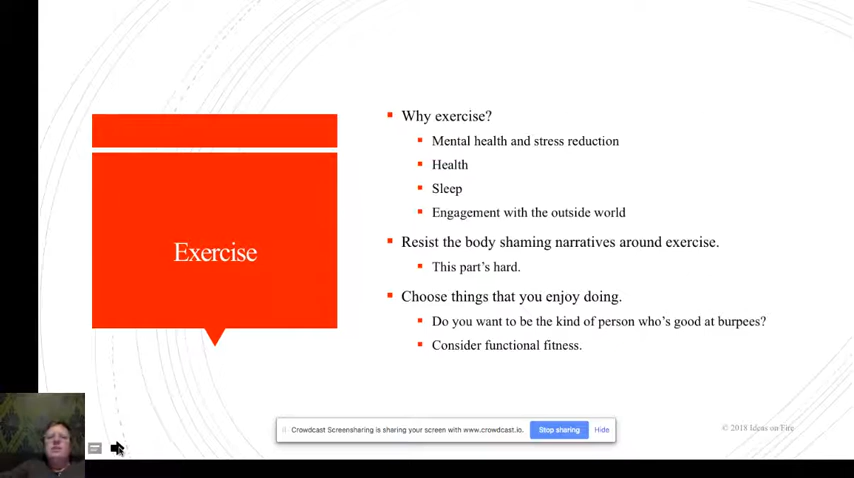 Exercise
Why exercise?
Mental health and stress reduction
Health
Sleep
Engagement with the outside world
Resist the body shaming narratives around exercise.
This part's hard.
Choose things that you enjoy doing.
Do you want to be the kind of person who's good at burpees?
Consider functional fitness.
Crowdcast Screensharing is sharing your screen with www.crowdcast.io. Stop sharing Hide
© 2018 Ideas on Fire